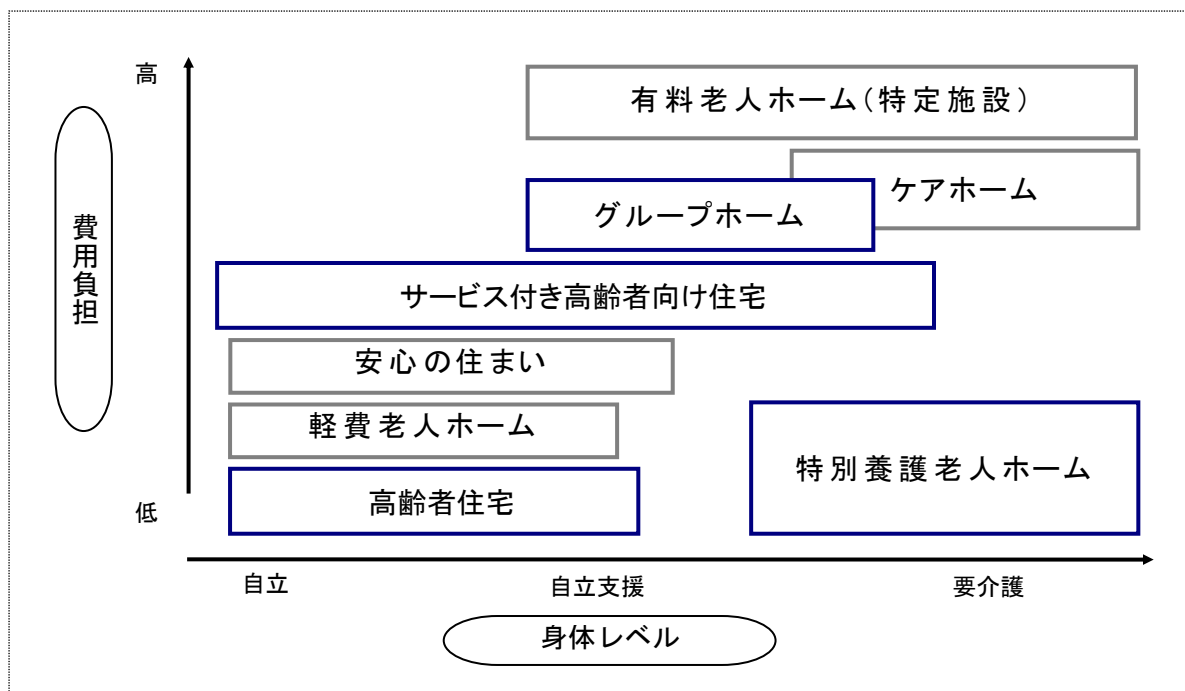 高
有料老人ホーム（特定施設）
ケアホーム
グループホーム
費用負担
サービス付き高齢者向け住宅
安心の住まい
軽費老人ホーム
特別養護老人ホーム
高齢者住宅
低
自立
自立支援
要介護
身体レベル